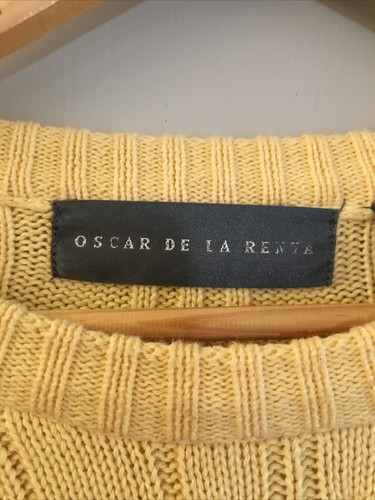 OSCAR DE LA RENTA